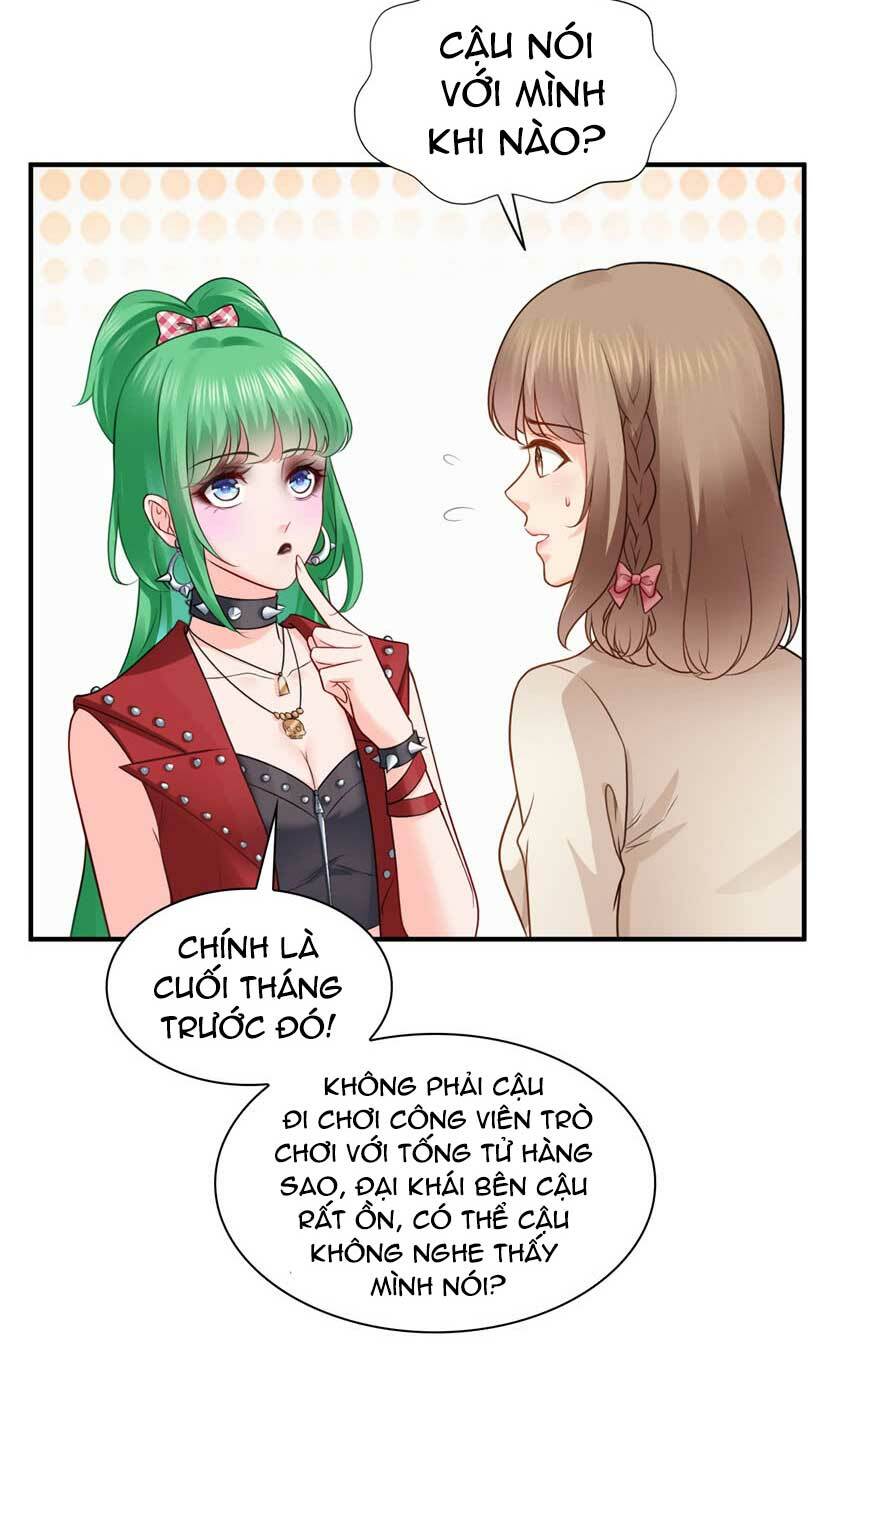 CẬU NÓI
VỚI MÌNH
KHI NÀO?
CHÍNH LÀ
CUỐI THÁNG
TRƯỚC ĐÓ!
KHÔNG PHẢI CẬU
ĐI CHƠI CÔNG VIÊN TRÒ
CHƠI VỚI TỐNG TỬ HÀNG
SAO, ĐẠI KHÁI BÊN CẬU
RẤT ỒN, CÓ THỂ CẬU
KHÔNG NGHE THẤY
MÌNH NÓI?